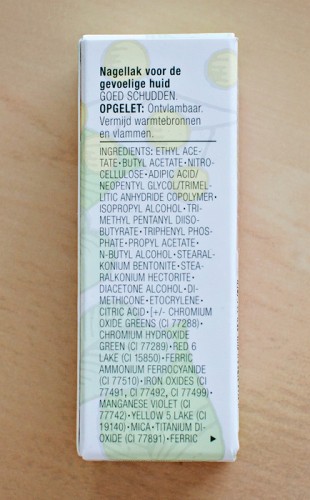 Nagellak voor de
gevoelige huid
GOED SCHUDDEN.
OPGELET: Ontvlambaar.
Vermijd warmtebronnen
en vlammen.
INGREDIENTS: ETHYL ACE-
TATE•BUTYL ACETATE•NITRO-
CELLULOSE•ADIPIC ACID/
NEOPENTYL GLYCOL/TRIMEL-
LITIC ANHYDRIDE COPOLYMER•
ISOPROPYL ALCOHOL•TRI-
METHYL PENTANYL DIISO-
BUTYRATE•TRIPHENYL PHOS-
PHATE•PROPYL ACETATE•
N-BUTYL ALCOHOL•STEARAL-
KONIUM BENTONITE•STEA-
RALKONIUM HECTORITE•
DIACETONE ALCOHOL•DI-
METHICONE•ETOCRYLENE•
CITRIC ACID•[+/- CHROMIUM
OXIDE GREENS (CI 77288)•
CHROMIUM HYDROXIDE
GREEN (CI 77289)•RED 6
LAKE (CI 15850)•FERRIC
AMMONIUM FERROCYANIDE
(CI 77510)•IRON OXIDES (CI
77491, CI 77492, CI 77499)•
MANGANESE VIOLET (CI
77742)•YELLOW 5 LAKE (CI
19140)•MICA•TITANIUM DI-
OXIDE (CI 77891)•FERRIC ►